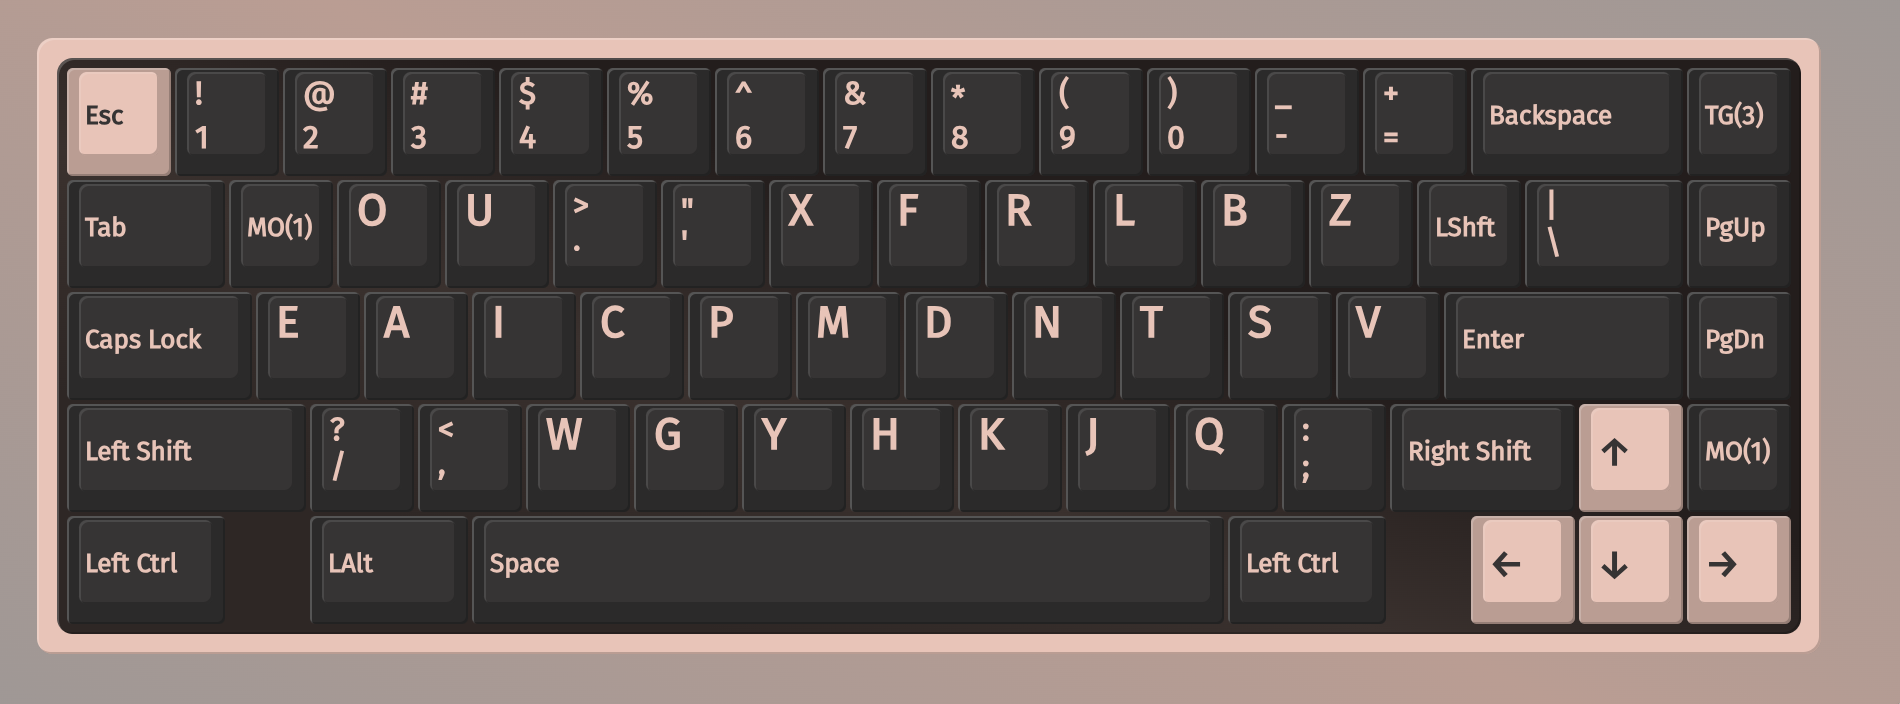 Esc ! @ # $ % ^ & * ( ) _ + Backspace TG(3)
1 2 3 4 5 6 7 8 9 0 - =
Tab MO(1) O U > " X F R L B Z LShft | PgUp
. ' \
Caps Lock E A I C P M D N T S V Enter PgDn
Left Shift ? < W G Y H K J Q : Right Shift ↑ MO(1)
/ , ;
Left Ctrl LAlt Space Left Ctrl ← ↓ →